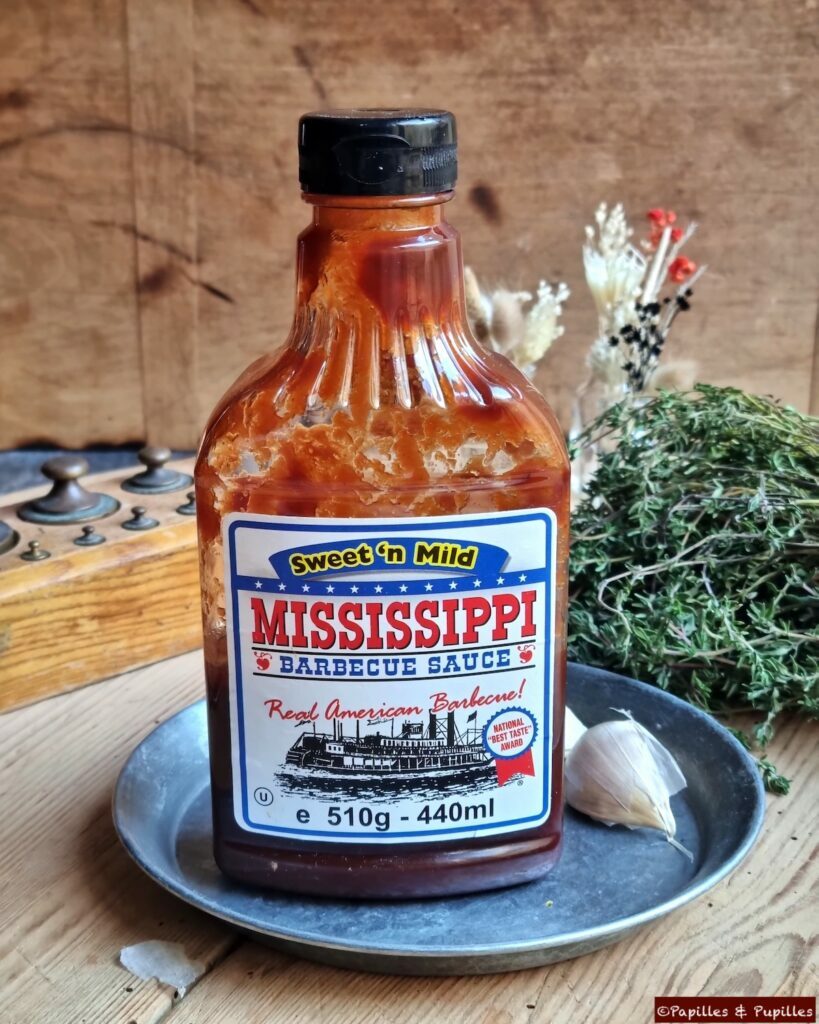 Sweet 'n Mild
MISSISSIPPI
BARBECUE SAUCE
Real American Barbecue!
NATIONAL
"BEST TASTE"
AWARD
®
U
e 510g - 440ml
©Papilles & Pupilles